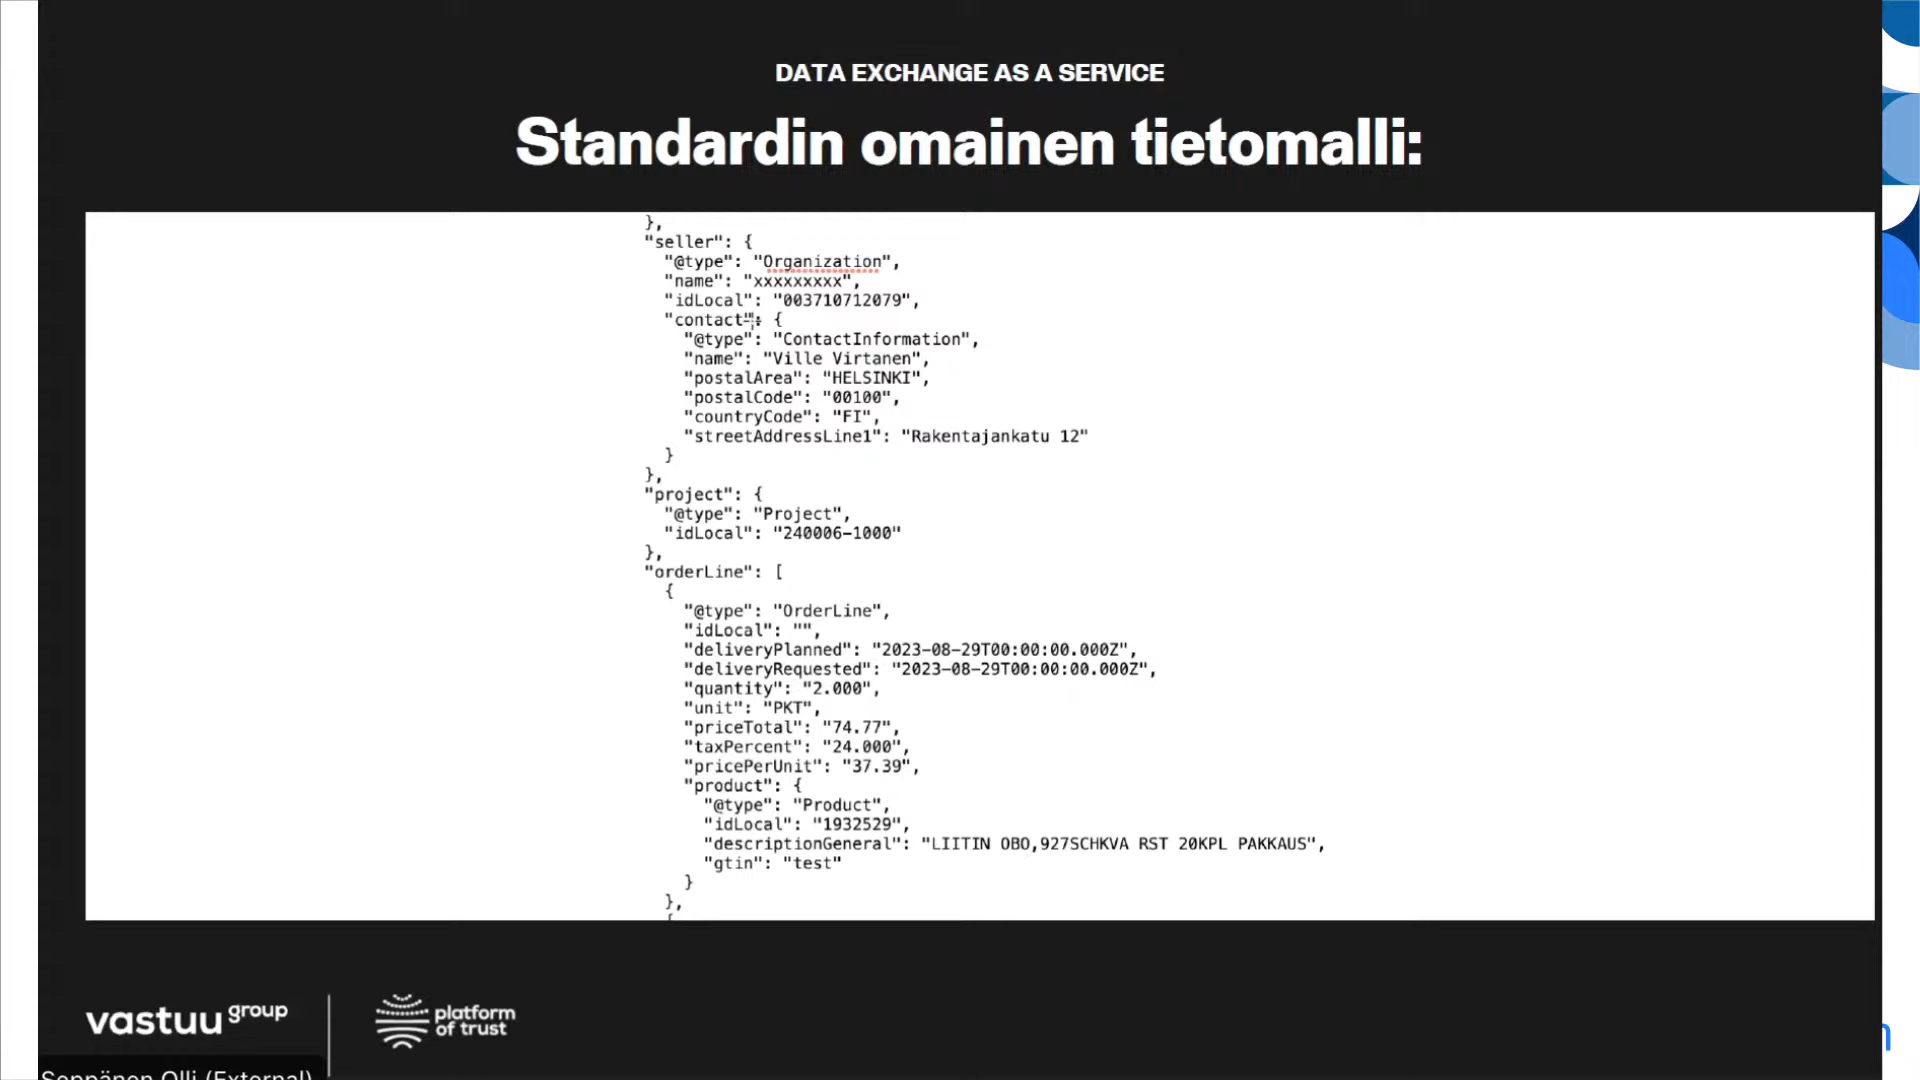 DATA EXCHANGE AS A SERVICE
Standardin omainen tietomalli:
},
"seller": {
"@type": "Organization",
"name": "xxxxxxxxx",
"idLocal": "003710712079",
"contact": {
"@type": "ContactInformation",
"name": "Ville Virtanen",
"postalArea": "HELSINKI",
"postalCode": "00100",
"countryCode": "FI",
"streetAddressLine1": "Rakentajankatu 12"
}
},
"project": {
"@type": "Project",
"idLocal": "240006-1000"
},
"orderLine": [
{
"@type": "OrderLine",
"idLocal": "",
"deliveryPlanned": "2023-08-29T00:00:00.000Z",
"deliveryRequested": "2023-08-29T00:00:00.000Z",
"quantity": "2.000",
"unit": "PKT",
"priceTotal": "74.77",
"taxPercent": "24.000",
"pricePerUnit": "37.39",
"product": {
"@type": "Product",
"idLocal": "1932529",
"descriptionGeneral": "LIITIN OBO,927SCHKVA RST 20KPL PAKKAUS",
"gtin": "test"
}
},
{
vastuu group
platform
of trust
Seppänen Olli (External)